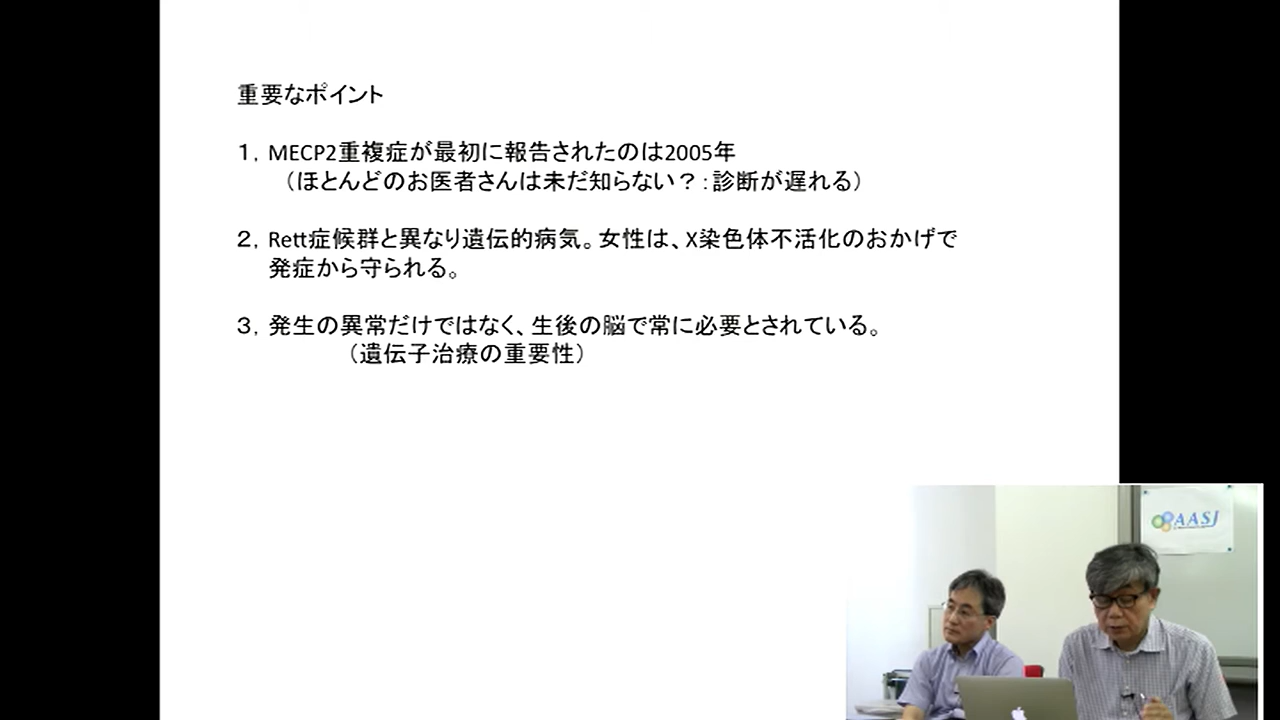 重要なポイント
1，MECP2重複症が最初に報告されたのは2005年
（ほとんどのお医者さんは未だ知らない？：診断が遅れる）
2，Rett症候群と異なり遺伝的病気。女性は、X染色体不活化のおかげで
発症から守られる。
3，発生の異常だけではなく、生後の脳で常に必要とされている。
（遺伝子治療の重要性）
AASJ